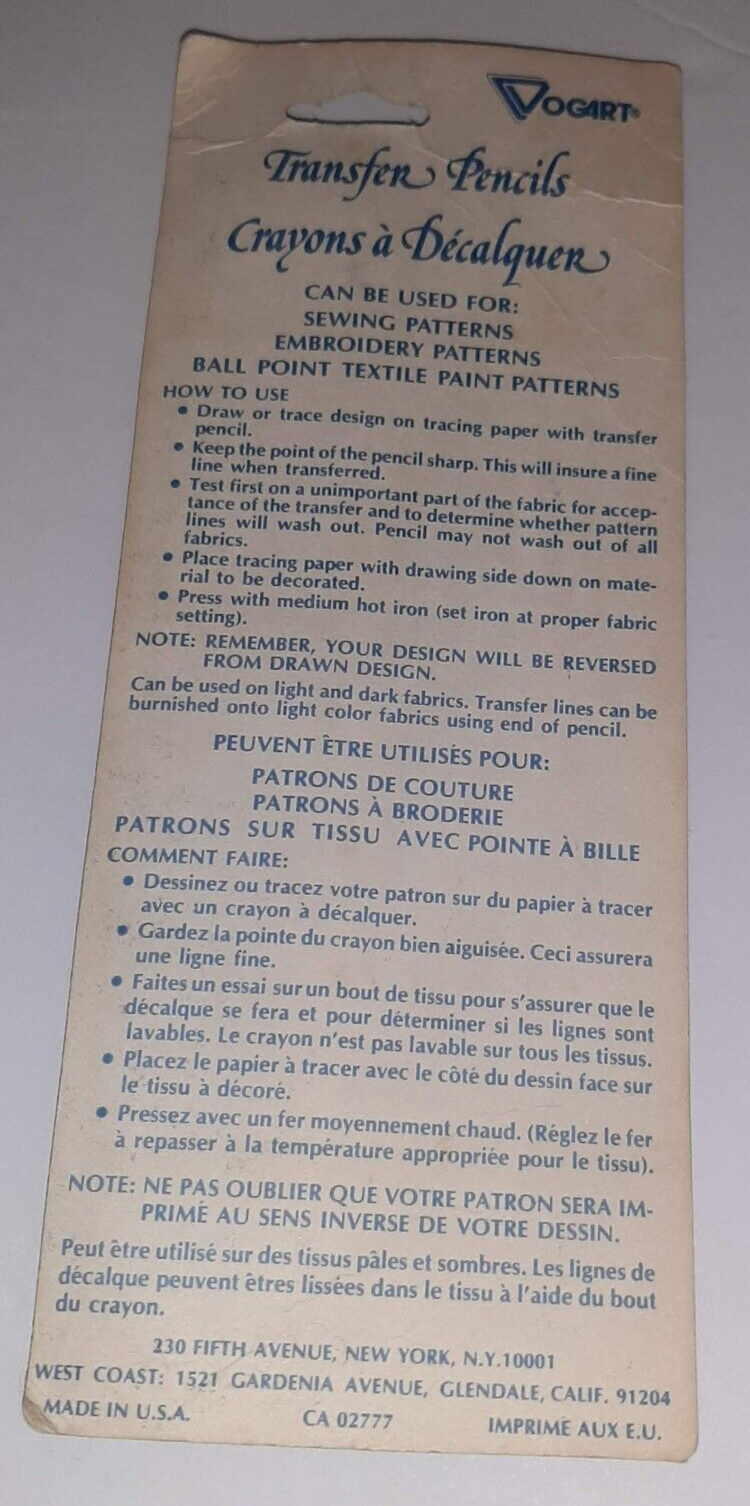 VOGART®
Transfer Pencils
Crayons à Décalquer
CAN BE USED FOR:
SEWING PATTERNS
EMBROIDERY PATTERNS
BALL POINT TEXTILE PAINT PATTERNS
HOW TO USE
• Draw or trace design on tracing paper with transfer
pencil.
• Keep the point of the pencil sharp. This will insure a fine
line when transferred.
• Test first on a unimportant part of the fabric for accep-
tance of the transfer and to determine whether pattern
lines will wash out. Pencil may not wash out of all
fabrics.
• Place tracing paper with drawing side down on mate-
rial to be decorated.
• Press with medium hot iron (set iron at proper fabric
setting).
NOTE: REMEMBER, YOUR DESIGN WILL BE REVERSED
FROM DRAWN DESIGN.
Can be used on light and dark fabrics. Transfer lines can be
burnished onto light color fabrics using end of pencil.
PEUVENT ÊTRE UTILISÉS POUR:
PATRONS DE COUTURE
PATRONS À BRODERIE
PATRONS SUR TISSU AVEC POINTE À BILLE
COMMENT FAIRE:
• Dessinez ou tracez votre patron sur du papier à tracer
avec un crayon à décalquer.
• Gardez la pointe du crayon bien aiguisée. Ceci assurera
une ligne fine.
• Faites un essai sur un bout de tissu pour s'assurer que le
décalque se fera et pour déterminer si les lignes sont
lavables. Le crayon n'est pas lavable sur tous les tissus.
• Placez le papier à tracer avec le côté du dessin face sur
le tissu à décoré.
• Pressez avec un fer moyennement chaud. (Réglez le fer
à repasser à la température appropriée pour le tissu).
NOTE: NE PAS OUBLIER QUE VOTRE PATRON SERA IM-
PRIMÉ AU SENS INVERSE DE VOTRE DESSIN.
Peut être utilisé sur des tissus pâles et sombres. Les lignes de
décalque peuvent êtres lissées dans le tissu à l'aide du bout
du crayon.
230 FIFTH AVENUE, NEW YORK, N.Y.10001
WEST COAST: 1521 GARDENIA AVENUE, GLENDALE, CALIF. 91204
MADE IN U.S.A. CA 02777 IMPRIMÉ AUX E.U.